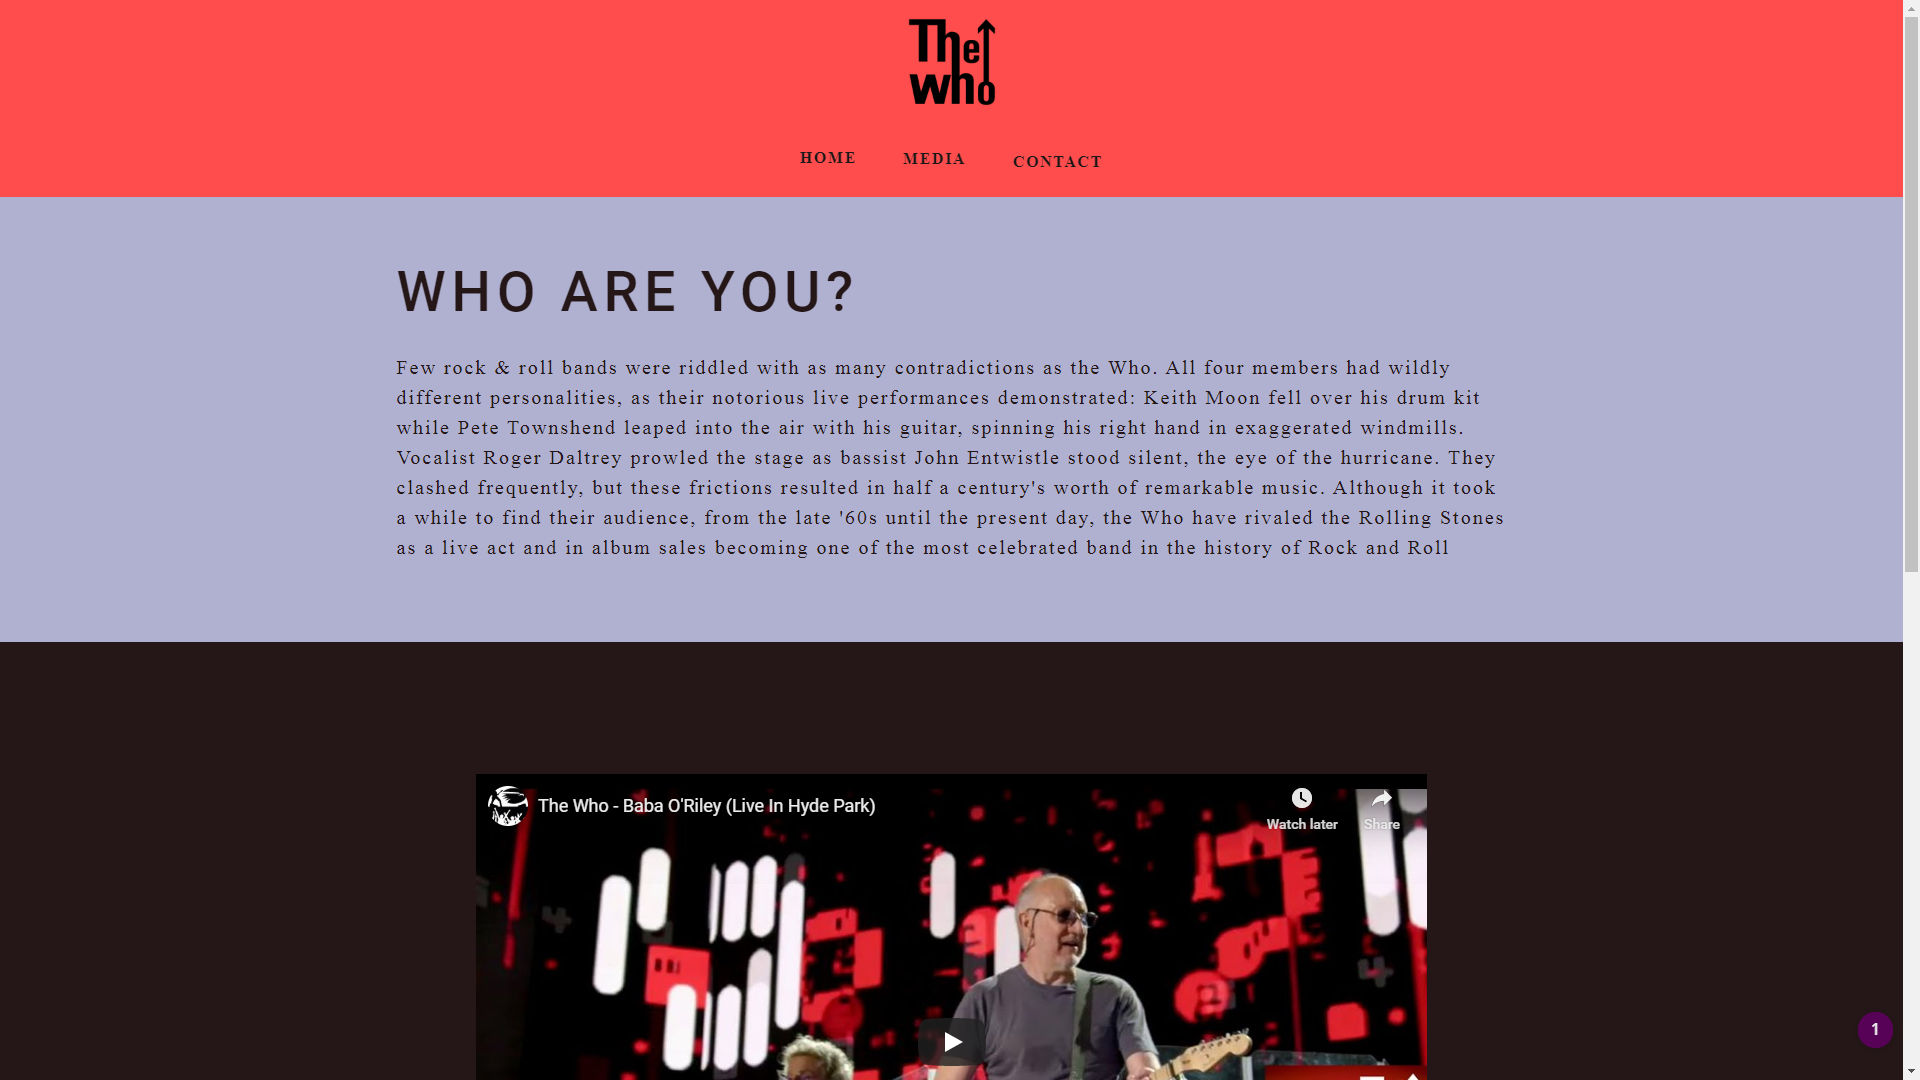 The
who
HOME MEDIA CONTACT
WHO ARE YOU?
Few rock & roll bands were riddled with as many contradictions as the Who. All four members had wildly
different personalities, as their notorious live performances demonstrated: Keith Moon fell over his drum kit
while Pete Townshend leaped into the air with his guitar, spinning his right hand in exaggerated windmills.
Vocalist Roger Daltrey prowled the stage as bassist John Entwistle stood silent, the eye of the hurricane. They
clashed frequently, but these frictions resulted in half a century's worth of remarkable music. Although it took
a while to find their audience, from the late '60s until the present day, the Who have rivaled the Rolling Stones
as a live act and in album sales becoming one of the most celebrated band in the history of Rock and Roll
The Who - Baba O'Riley (Live In Hyde Park)
Watch later Share
1